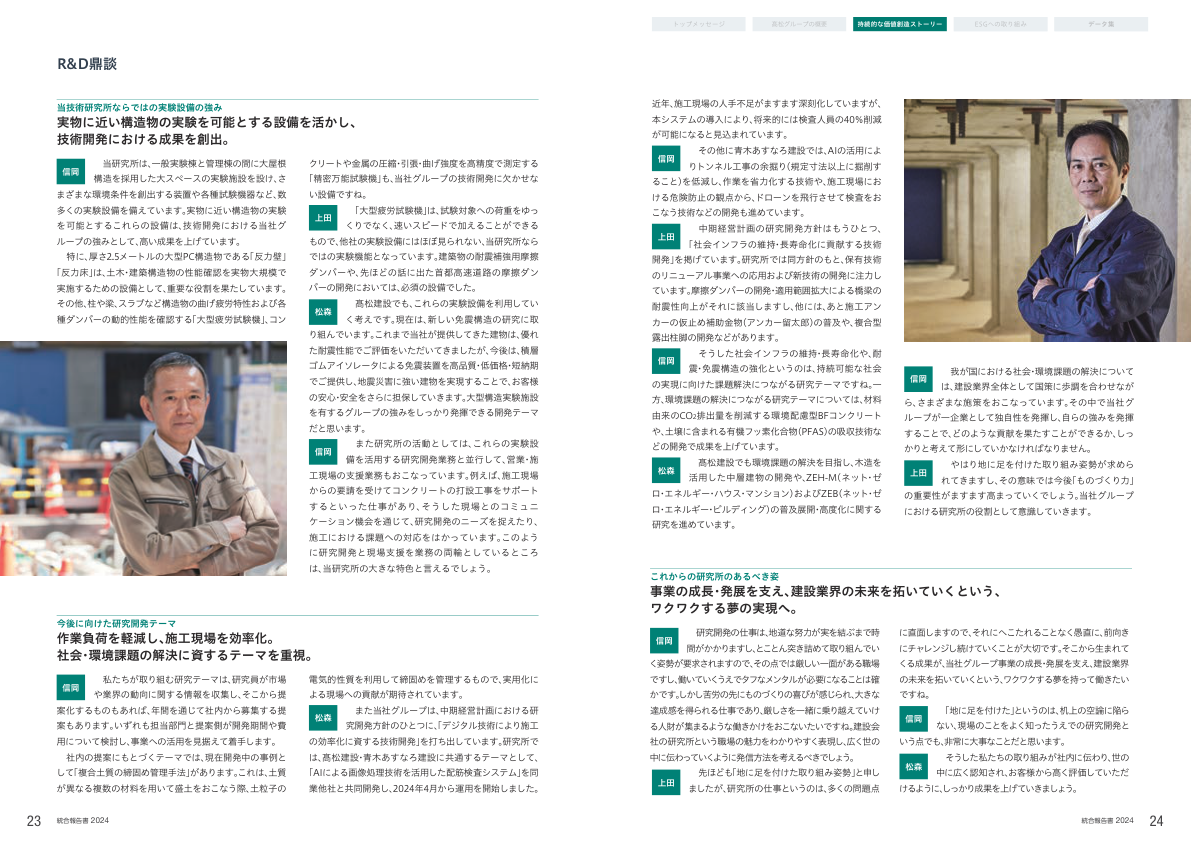 トップメッセージ
髙松グループの概要
持続的な価値創造ストーリー
ESGへの取り組み
データ集
R&D鼎談
当技術研究所ならではの実験設備の強み
実物に近い構造物の実験を可能とする設備を活かし、
技術開発における成果を創出。
信岡
当研究所は、一般実験棟と管理棟の間に大屋根
構造を採用した大スペースの実験施設を設け、さ
まざまな環境条件を創出する装置や各種試験機器など、数
多くの実験設備を備えています。実物に近い構造物の実験
を可能とするこれらの設備は、技術開発における当社グ
ループの強みとして、高い成果を上げています。
特に、厚さ2.5メートルの大型PC構造物である「反力壁」
「反力床」は、土木・建築構造物の性能確認を実物大規模で
実施するための設備として、重要な役割を果たしています。
その他、柱や梁、スラブなど構造物の曲げ疲労特性および各
種ダンパーの動的性能を確認する「大型疲労試験機」、コン
クリートや金属の圧縮・引張・曲げ強度を高精度で測定する
「精密万能試験機」も、当社グループの技術開発に欠かせな
い設備ですね。
上田
「大型疲労試験機」は、試験対象への荷重をゆっ
くりでなく、速いスピードで加えることができる
もので、他社の実験設備にはほぼ見られない、当研究所なら
ではの実験機能となっています。建築物の耐震補強用摩擦
ダンパーや、先ほどの話に出た首都高速道路の摩擦ダン
パーの開発においては、必須の設備でした。
松森
髙松建設でも、これらの実験設備を利用してい
く考えです。現在は、新しい免震構造の研究に取
り組んでいます。これまで当社が提供してきた建物は、優れ
た耐震性能でご評価をいただいてきましたが、今後は、積層
ゴムアイソレータによる免震装置を高品質・低価格・短納期
でご提供し、地震災害に強い建物を実現することで、お客様
の安心・安全をさらに担保していきます。大型構造実験施設
を有するグループの強みをしっかり発揮できる開発テーマ
だと思います。
信岡
また研究所の活動としては、これらの実験設
備を活用する研究開発業務と並行して、営業・施
工現場の支援業務もおこなっています。例えば、施工現場
からの要請を受けてコンクリートの打設工事をサポート
するといった仕事があり、そうした現場とのコミュニ
ケーション機会を通じて、研究開発のニーズを捉えたり、
施工における課題への対応をはかっています。このよう
に研究開発と現場支援を業務の両輪としているところ
は、当研究所の大きな特色と言えるでしょう。
今後に向けた研究開発テーマ
作業負荷を軽減し、施工現場を効率化。
社会・環境課題の解決に資するテーマを重視。
信岡
私たちが取り組む研究テーマは、研究員が市場
や業界の動向に関する情報を収集し、そこから提
案化するものもあれば、年間を通じて社内から募集する提
案もあります。いずれも担当部門と提案側が開発期間や費
用について検討し、事業への活用を見据えて着手します。
社内の提案にもとづくテーマでは、現在開発中の事例と
して「複合土質の締固め管理手法」があります。これは、土質
が異なる複数の材料を用いて盛土をおこなう際、土粒子の
電気的性質を利用して締固めを管理するもので、実用化に
よる現場への貢献が期待されています。
松森
また当社グループは、中期経営計画における研
究開発方針のひとつに、「デジタル技術により施工
の効率化に資する技術開発」を打ち出しています。研究所で
は、髙松建設・青木あすなろ建設に共通するテーマとして、
「AIによる画像処理技術を活用した配筋検査システム」を同
業他社と共同開発し、2024年4月から運用を開始しました。
近年、施工現場の人手不足がますます深刻化していますが、
本システムの導入により、将来的には検査人員の40%削減
が可能になると見込まれています。
信岡
その他に青木あすなろ建設では、AIの活用によ
りトンネル工事の余掘り(規定寸法以上に掘削す
ること)を低減し、作業を省力化する技術や、施工現場にお
ける危険防止の観点から、ドローンを飛行させて検査をお
こなう技術などの開発も進めています。
上田
中期経営計画の研究開発方針はもうひとつ、
「社会インフラの維持・長寿命化に貢献する技術
開発」を掲げています。研究所では同方針のもと、保有技術
のリニューアル事業への応用および新技術の開発に注力し
ています。摩擦ダンパーの開発・適用範囲拡大による橋梁の
耐震性向上がそれに該当しますし、他には、あと施工アン
カーの仮止め補助金物(アンカー留太郎)の普及や、複合型
露出柱脚の開発などがあります。
信岡
そうした社会インフラの維持・長寿命化や、耐
震・免震構造の強化というのは、持続可能な社会
の実現に向けた課題解決につながる研究テーマですね。一
方、環境課題の解決につながる研究テーマについては、材料
由来のCO₂排出量を削減する環境配慮型BFコンクリート
や、土壌に含まれる有機フッ素化合物(PFAS)の吸収技術な
どの開発で成果を上げています。
松森
髙松建設でも環境課題の解決を目指し、木造を
活用した中層建物の開発や、ZEH-M(ネット・ゼ
ロ・エネルギー・ハウス・マンション)およびZEB(ネット・ゼ
ロ・エネルギー・ビルディング)の普及展開・高度化に関する
研究を進めています。
信岡
我が国における社会・環境課題の解決について
は、建設業界全体として国策に歩調を合わせなが
ら、さまざまな施策をおこなっています。その中で当社グ
ループが一企業として独自性を発揮し、自らの強みを発揮
することで、どのような貢献を果たすことができるか、しっ
かりと考えて形にしていかなければなりません。
上田
やはり地に足を付けた取り組み姿勢が求めら
れてきますし、その意味では今後「ものづくり力」
の重要性がますます高まっていくでしょう。当社グループ
における研究所の役割として意識していきます。
これからの研究所のあるべき姿
事業の成長・発展を支え、建設業界の未来を拓いていくという、
ワクワクする夢の実現へ。
信岡
研究開発の仕事は、地道な努力が実を結ぶまで時
間がかかりますし、とことん突き詰めて取り組んでい
く姿勢が要求されますので、その点では厳しい一面がある職場
ですし、働いていくうえでタフなメンタルが必要になることは確
かです。しかし苦労の先にものづくりの喜びが感じられ、大きな
達成感を得られる仕事であり、厳しさを一緒に乗り越えていけ
る人財が集まるような働きかけをおこないたいですね。建設会
社の研究所という職場の魅力をわかりやすく表現し、広く世の
中に伝わっていくように発信方法を考えるべきでしょう。
上田
先ほども「地に足を付けた取り組み姿勢」と申し
ましたが、研究所の仕事というのは、多くの問題点
に直面しますので、それにへこたれることなく愚直に、前向き
にチャレンジし続けていくことが大切です。そこから生まれて
くる成果が、当社グループ事業の成長・発展を支え、建設業界
の未来を拓いていくという、ワクワクする夢を持って働きたい
ですね。
信岡
「地に足を付けた」というのは、机上の空論に陥ら
ない、現場のことをよく知ったうえでの研究開発と
いう点でも、非常に大事なことだと思います。
松森
そうした私たちの取り組みが社内に伝わり、世の
中に広く認知され、お客様から高く評価していただ
けるように、しっかり成果を上げていきましょう。
23
統合報告書 2024
統合報告書 2024
24